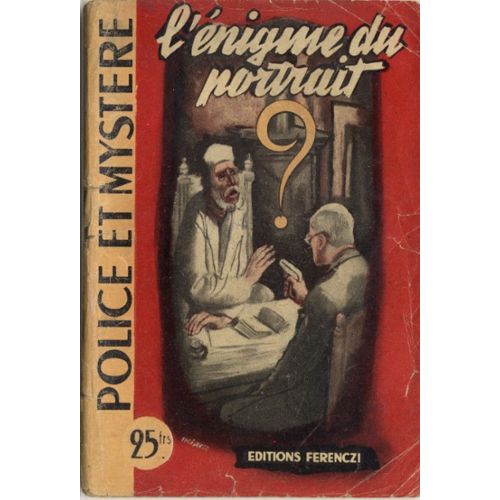 POLICE ET MYSTERE
l'énigme du
portrait
?
25 frs
EDITIONS FERENCZI